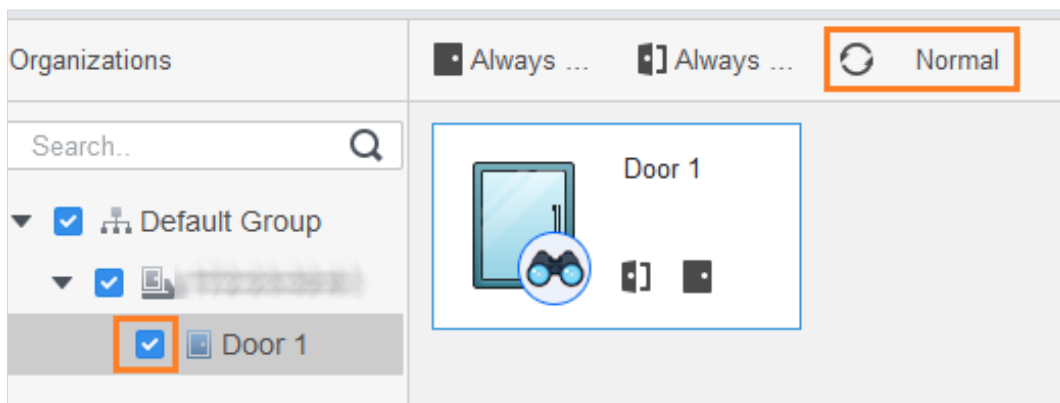 Organizations
Always ... Always ... Normal
Search..
Door 1
Default Group
Door 1